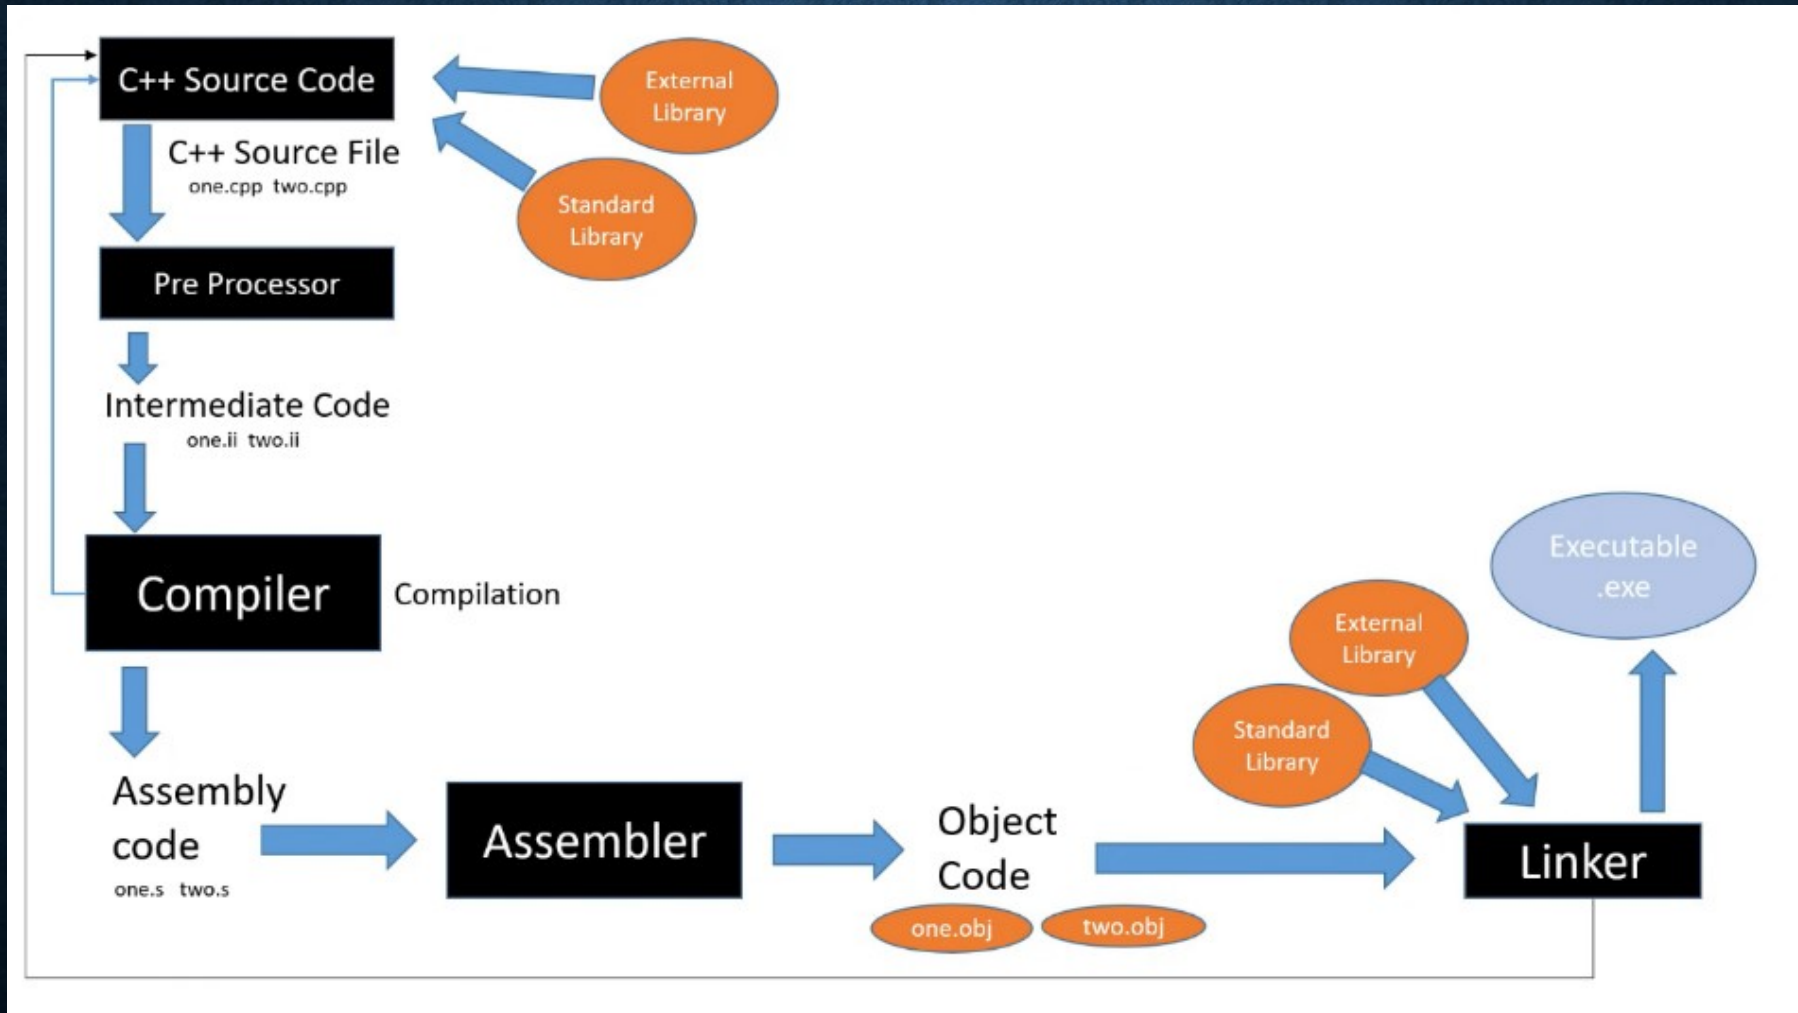 C++ Source Code
External
Library
C++ Source File
one.cpp two.cpp
Standard
Library
Pre Processor
Intermediate Code
one.ii two.ii
Compiler
Compilation
Assembly
code
one.s two.s
Assembler
Object
Code
one.obj
two.obj
Standard
Library
External
Library
Linker
Executable
.exe